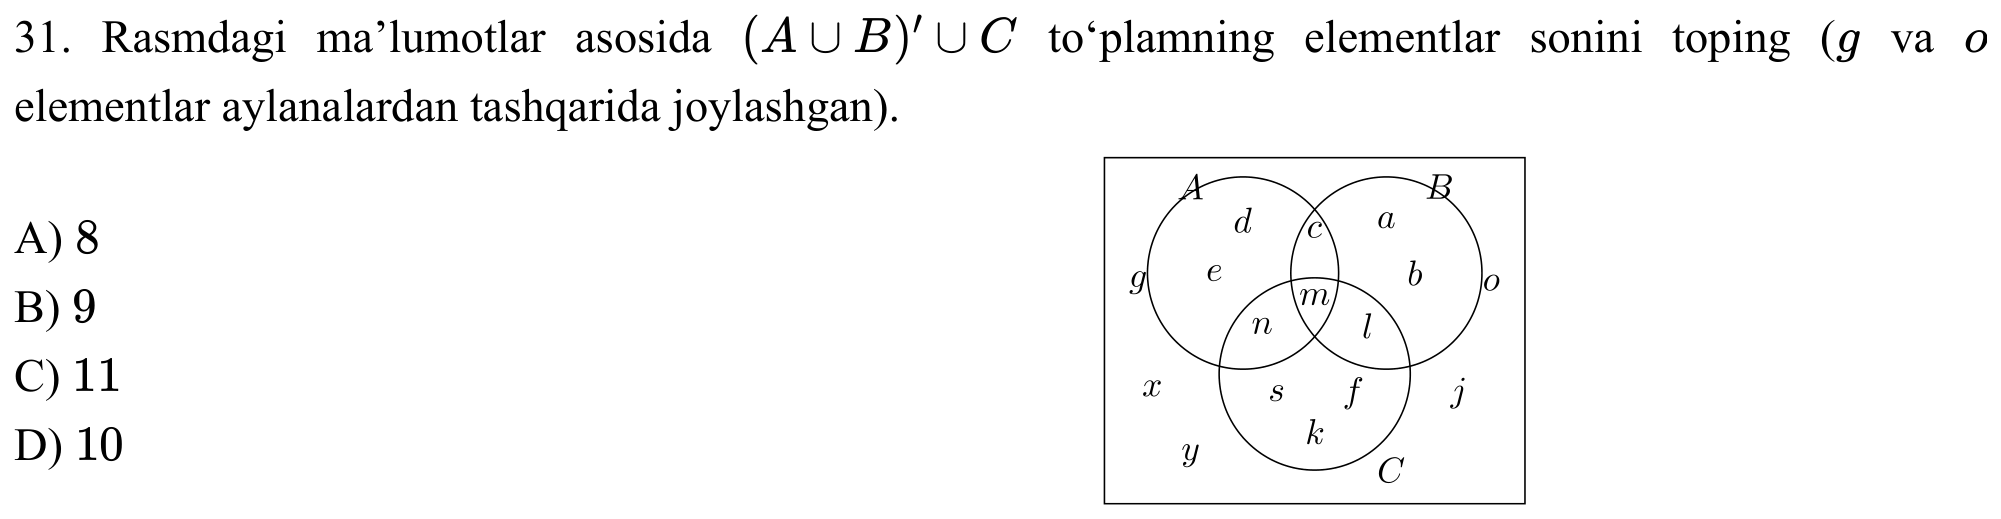 31. Rasmdagi ma’lumotlar asosida (A ∪ B)′ ∪ C to‘plamning elementlar sonini toping (g va o
elementlar aylanalardan tashqarida joylashgan).
A) 8
B) 9
C) 11
D) 10
A B
d c a
g e b o
m
n l
x s f j
k
y C